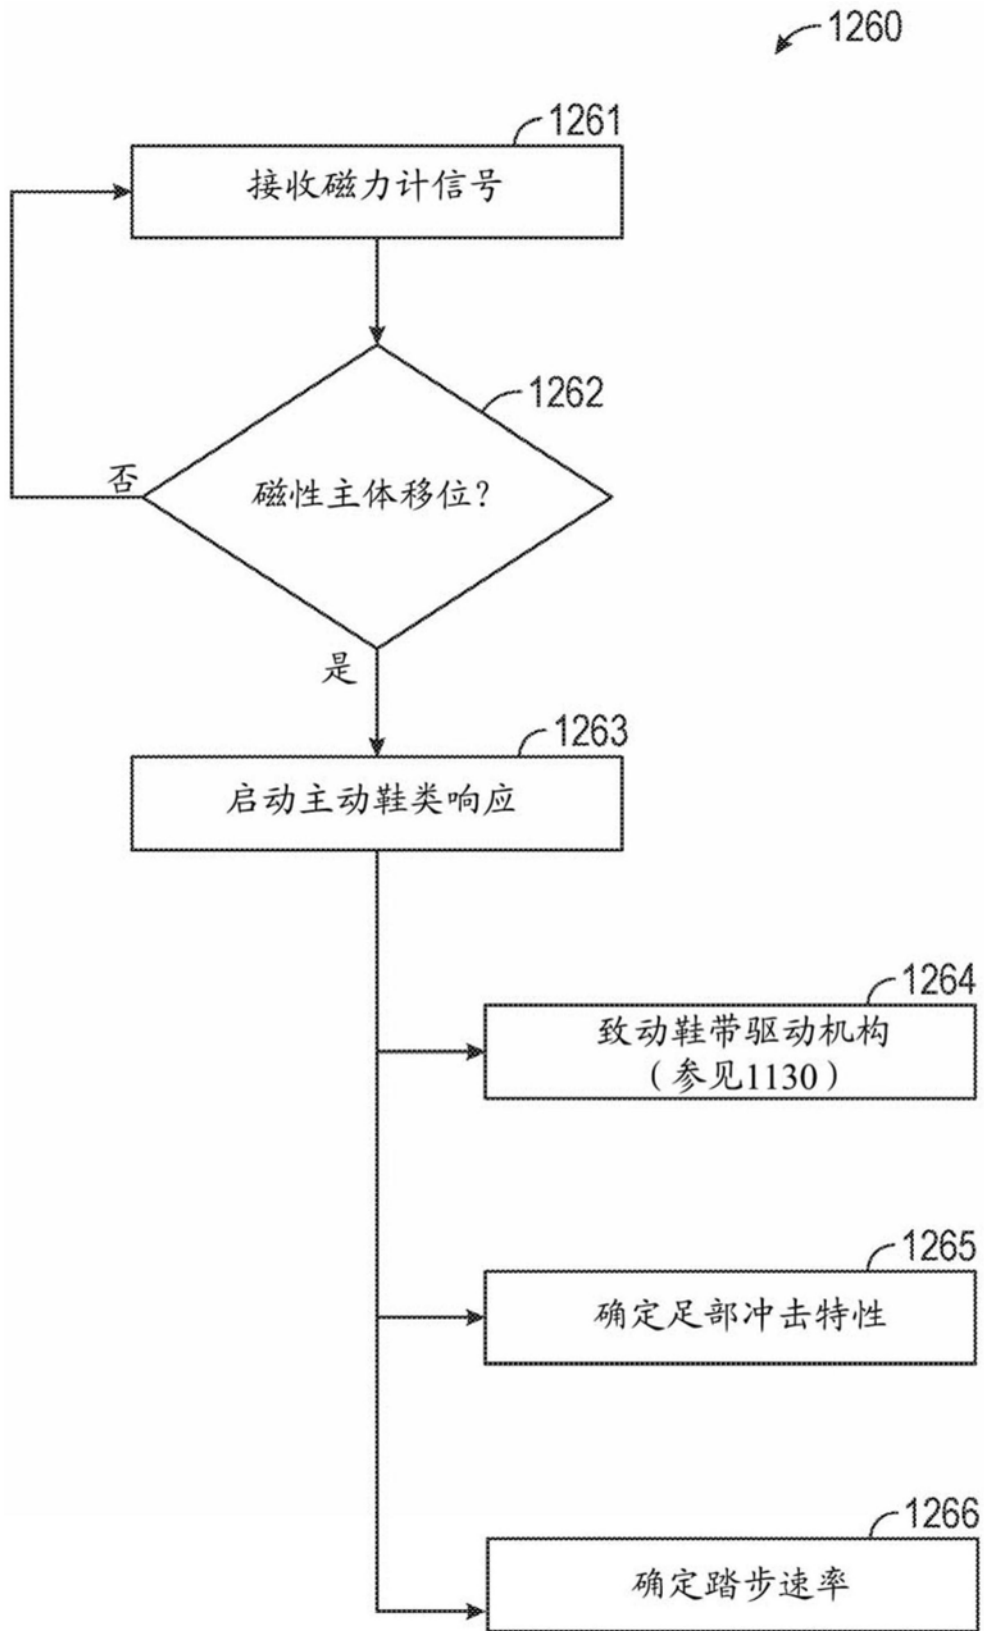 1260
1261
接收磁力计信号
1262
否
磁性主体移位?
是
1263
启动主动鞋类响应
1264
致动鞋带驱动机构
(参见1130)
1265
确定足部冲击特性
1266
确定踏步速率